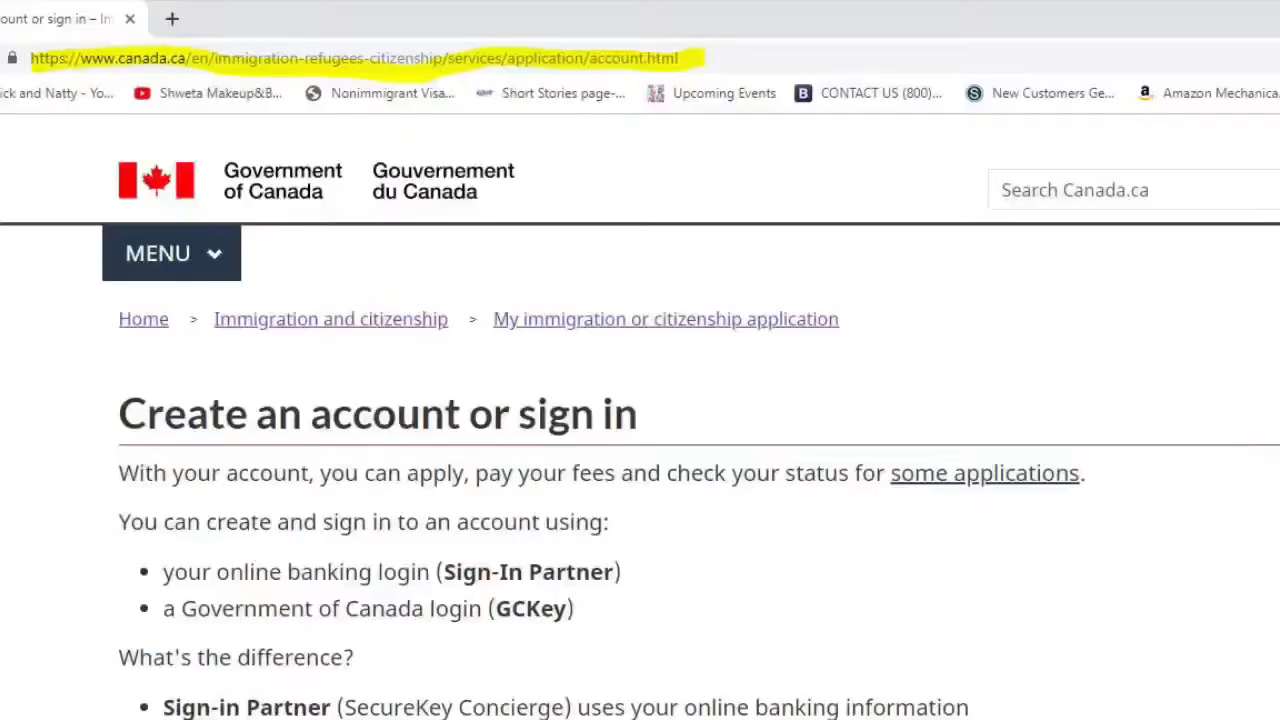 ount or sign in – Im
https://www.canada.ca/en/immigration-refugees-citizenship/services/application/account.html
ick and Natty - Yo... Shweta Makeup&B... Nonimmigrant Visa... Short Stories page-... Upcoming Events B CONTACT US (800)... S New Customers Ge... a Amazon Mechanica
Government of Canada
Gouvernement du Canada
Search Canada.ca
MENU
Home > Immigration and citizenship > My immigration or citizenship application
Create an account or sign in
With your account, you can apply, pay your fees and check your status for some applications.
You can create and sign in to an account using:
• your online banking login (Sign-In Partner)
• a Government of Canada login (GCKey)
What's the difference?
• Sign-in Partner (SecureKey Concierge) uses your online banking information